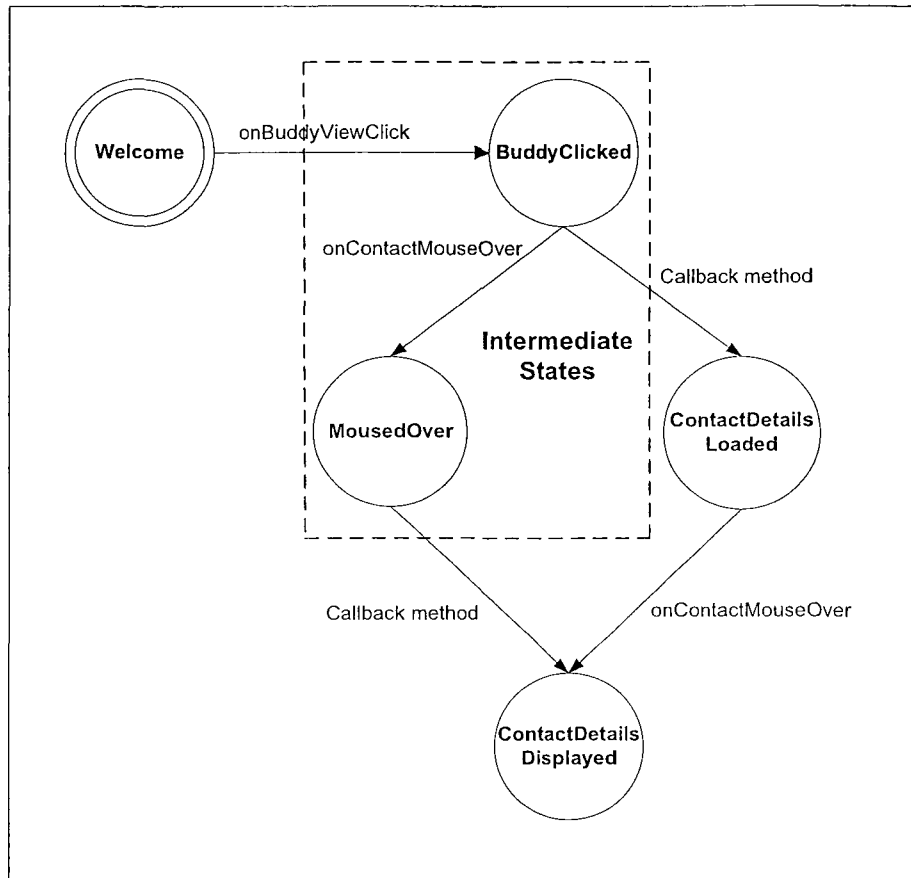 Welcome
onBuddyViewClick
BuddyClicked
onContactMouseOver
Callback method
Intermediate
States
MousedOver
ContactDetails
Loaded
Callback method
onContactMouseOver
ContactDetails
Displayed